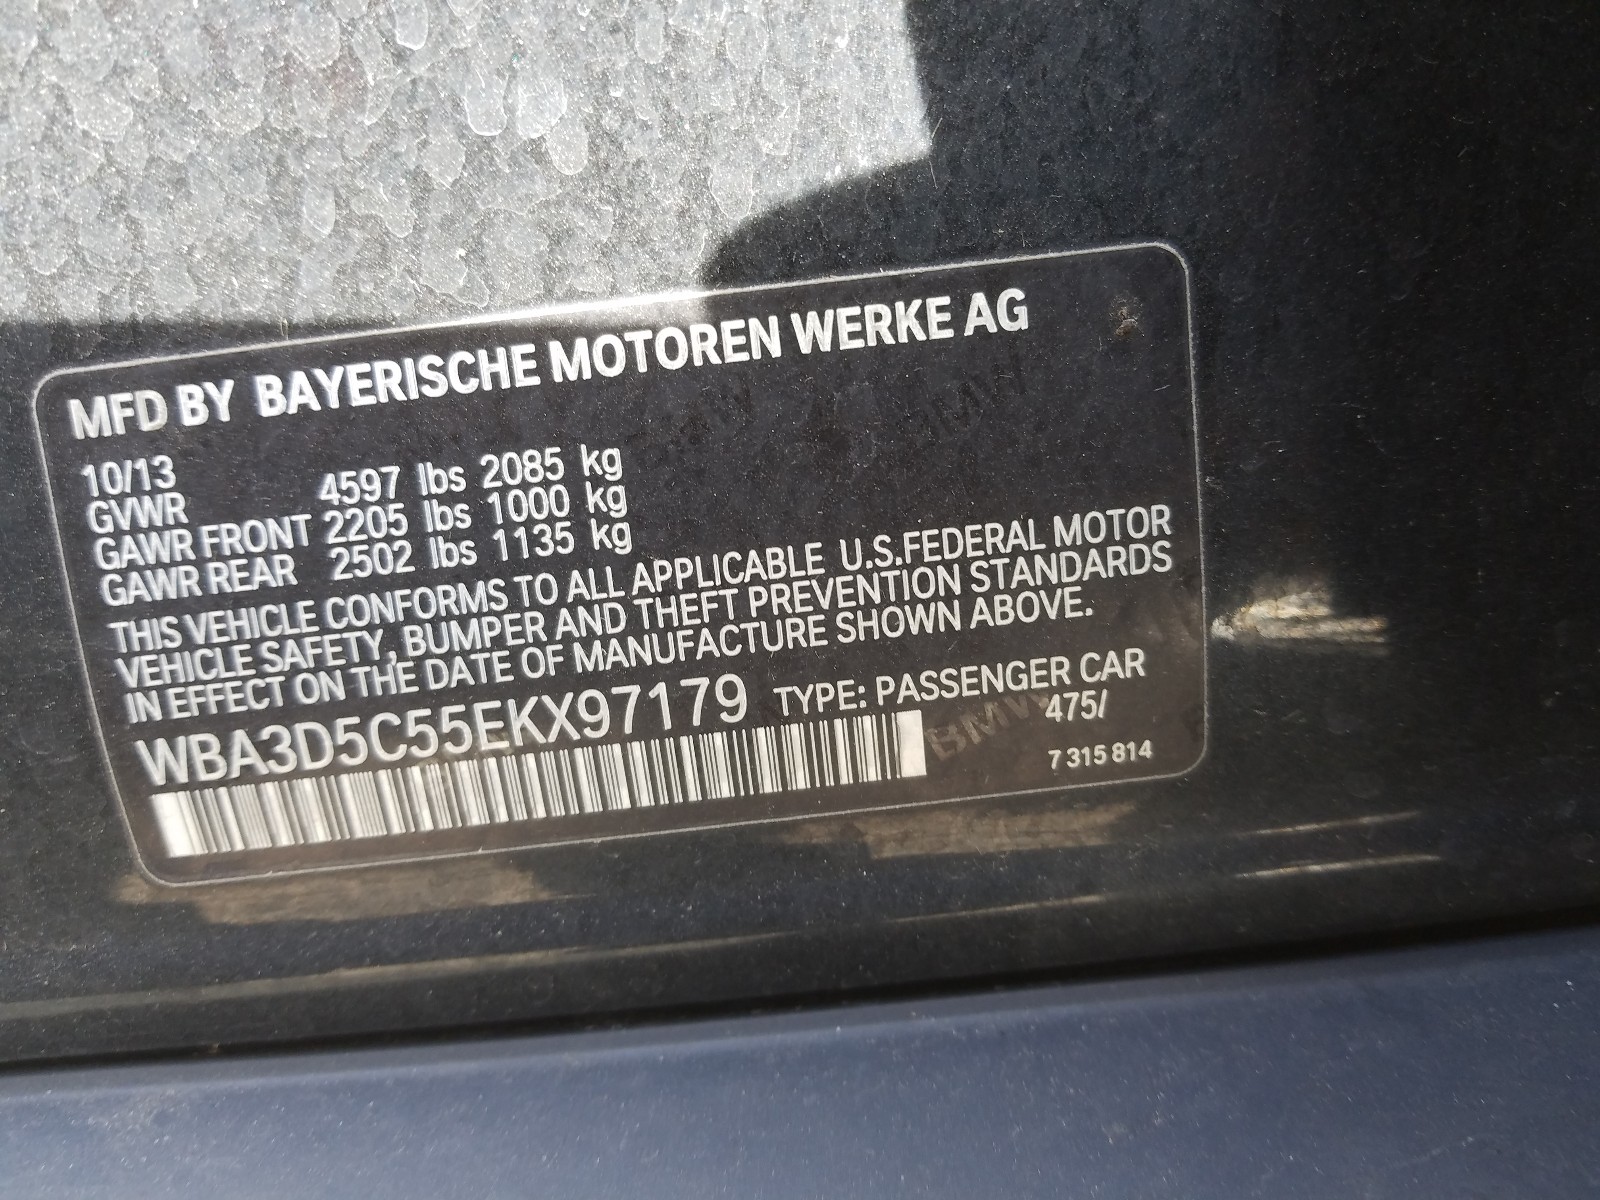 MFD BY BAYERISCHE MOTOREN WERKE AG
10/13
GVWR 4597 lbs 2085 kg
GAWR FRONT 2205 lbs 1000 kg
GAWR REAR 2502 lbs 1135 kg
THIS VEHICLE CONFORMS TO ALL APPLICABLE U.S.FEDERAL MOTOR
VEHICLE SAFETY, BUMPER AND THEFT PREVENTION STANDARDS
IN EFFECT ON THE DATE OF MANUFACTURE SHOWN ABOVE.
WBA3D5C55EKX97179 TYPE: PASSENGER CAR
475/
7 315 814
BMW
BMW
BMW